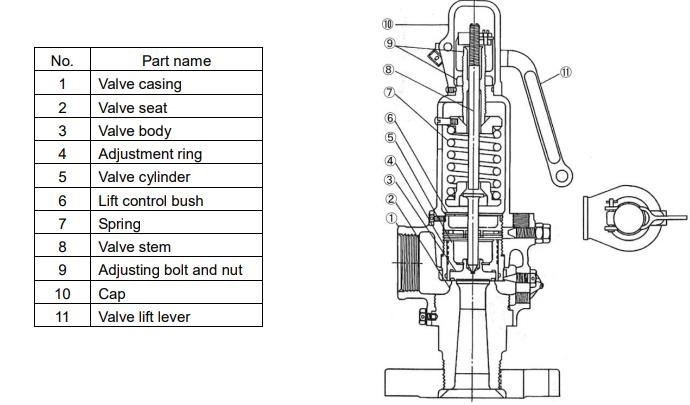 No. Part name
1 Valve casing
2 Valve seat
3 Valve body
4 Adjustment ring
5 Valve cylinder
6 Lift control bush
7 Spring
8 Valve stem
9 Adjusting bolt and nut
10 Cap
11 Valve lift lever
⑩
⑨
⑧
⑪
⑦
⑥
⑤
④
③
②
①